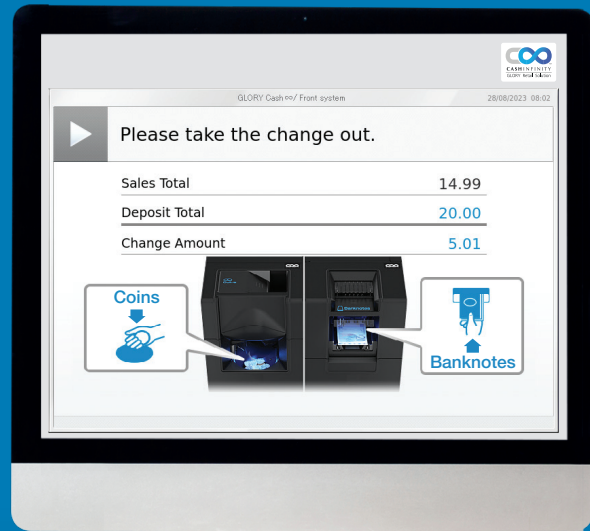 CASHINFINITY
GLORY Retail Solution
GLORY Cash∞/ Front system 28/08/2023 08:02
Please take the change out.
Sales Total 14.99
Deposit Total 20.00
Change Amount 5.01
Coins
Banknotes
Banknotes